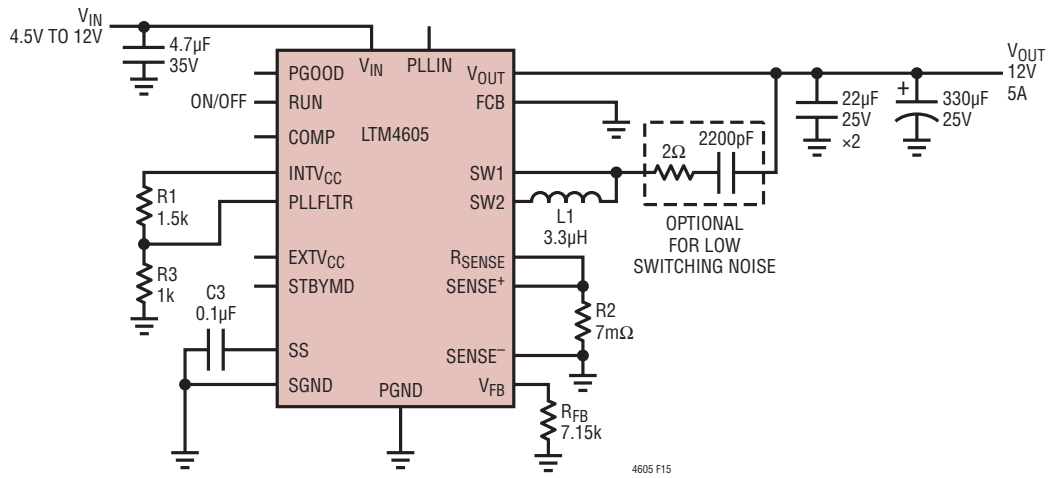 VIN
4.5V TO 12V
4.7µF
35V
VIN
PLLIN
PGOOD
VOUT
VOUT
12V
5A
ON/OFF
RUN
FCB
LTM4605
COMP
22µF
25V
×2
+
330µF
25V
2Ω
2200pF
INTVCC
SW1
R1
1.5k
PLLFLTR
SW2
L1
3.3µH
OPTIONAL
FOR LOW
SWITCHING NOISE
EXTVCC
RSENSE
R3
1k
STBYMD
SENSE+
R2
7mΩ
C3
0.1µF
SS
SENSE–
SGND
PGND
VFB
RFB
7.15k
4605 F15